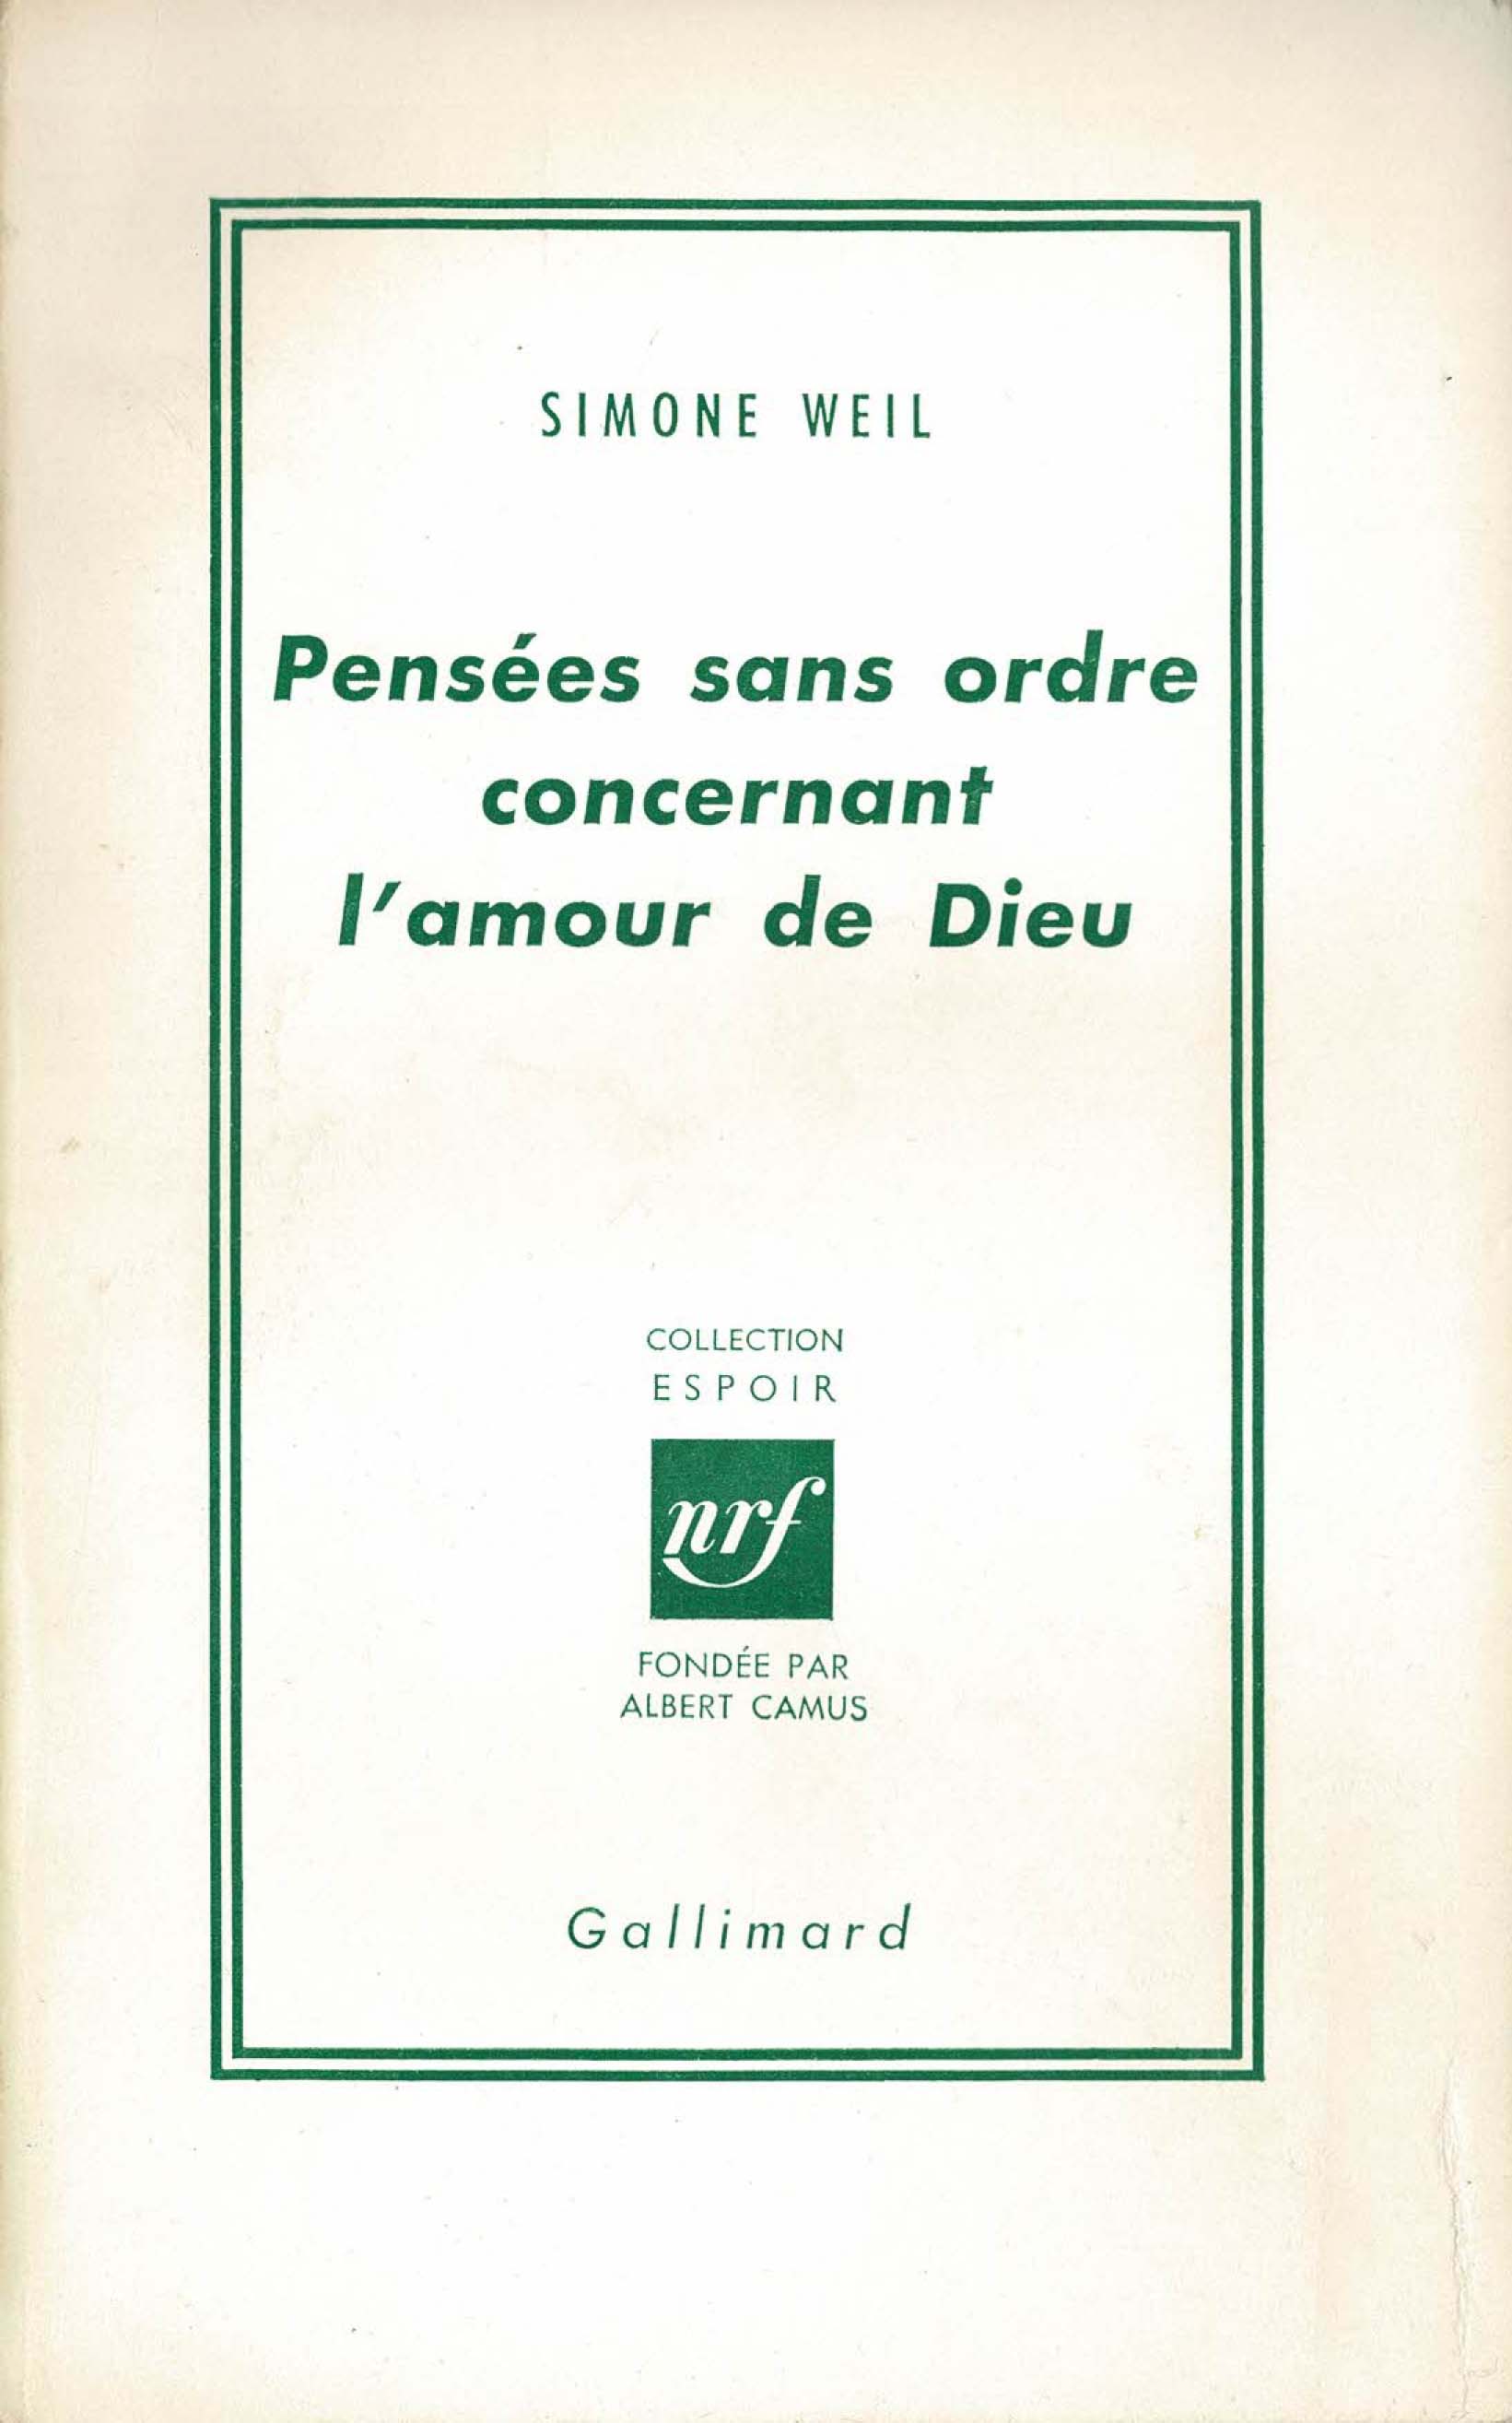 SIMONE WEIL
Pensées sans ordre
concernant
l'amour de Dieu
COLLECTION
ESPOIR
nrf
FONDÉE PAR
ALBERT CAMUS
Gallimard